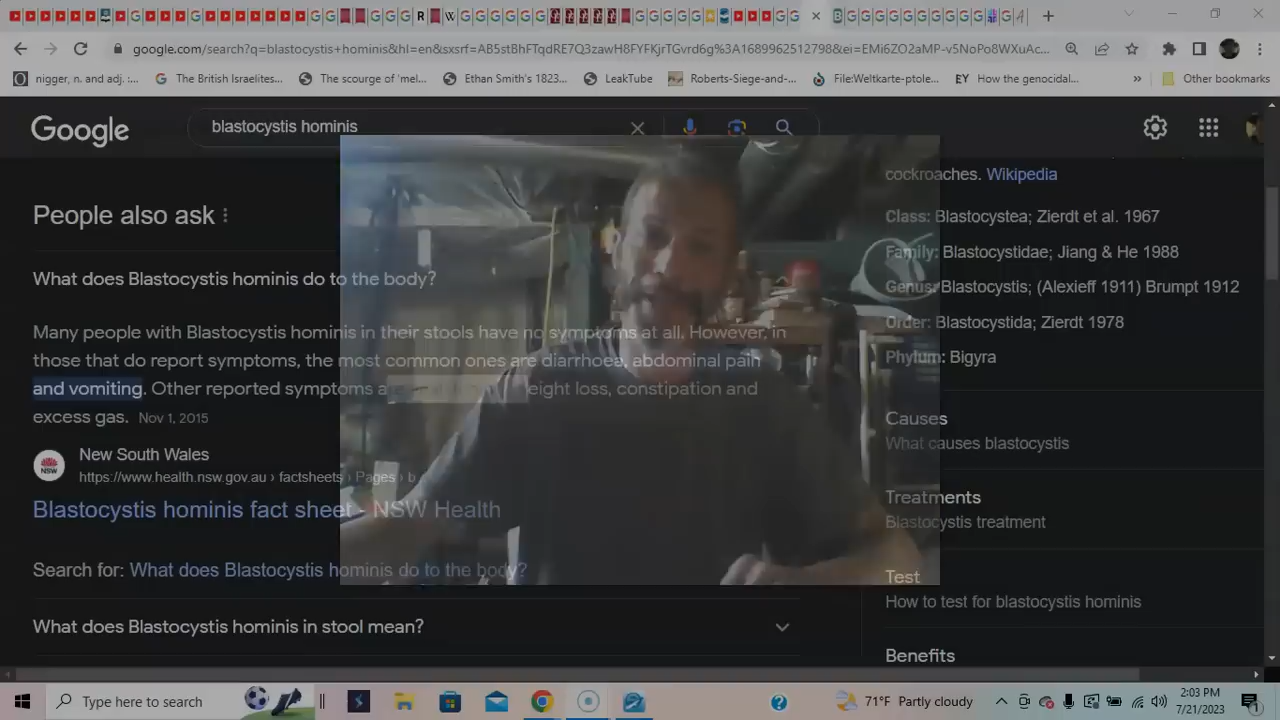 google.com/search?q=blastocystis+hominis&hl=en&sxsrf=AB5stBhFTqdRE7Q3zawH8FYFKjrTGvrd6g%3A1689962512798&ei=EMi6ZO2aMP-v5NoPo8WXuAc...
nigger, n. and adj. :...
The British Israelites...
The scourge of 'mel...
Ethan Smith's 1823...
LeakTube
Roberts-Siege-and-...
File:Weltkarte-ptole...
EY How the genocidal...
»
Other bookmarks
Google
blastocystis hominis
cockroaches. Wikipedia
People also ask
Class: Blastocystea; Zierdt et al. 1967
Family: Blastocystidae; Jiang & He 1988
What does Blastocystis hominis do to the body?
Genus: Blastocystis; (Alexieff 1911) Brumpt 1912
Order: Blastocystida; Zierdt 1978
Many people with Blastocystis hominis in their stools have no symptoms at all. However, in
those that do report symptoms, the most common ones are diarrhoea, abdominal pain
Phylum: Bigyra
and vomiting. Other reported symptoms weight loss, constipation and
excess gas. Nov 1, 2015
Causes
What causes blastocystis
New South Wales
https://www.health.nsw.gov.au › factsheets › Pages › b
Treatments
Blastocystis hominis fact sheet - NSW Health
Blastocystis treatment
Search for: What does Blastocystis hominis do to the body?
Test
How to test for blastocystis hominis
What does Blastocystis hominis in stool mean?
Benefits
Type here to search
71°F Partly cloudy
2:03 PM
7/21/2023